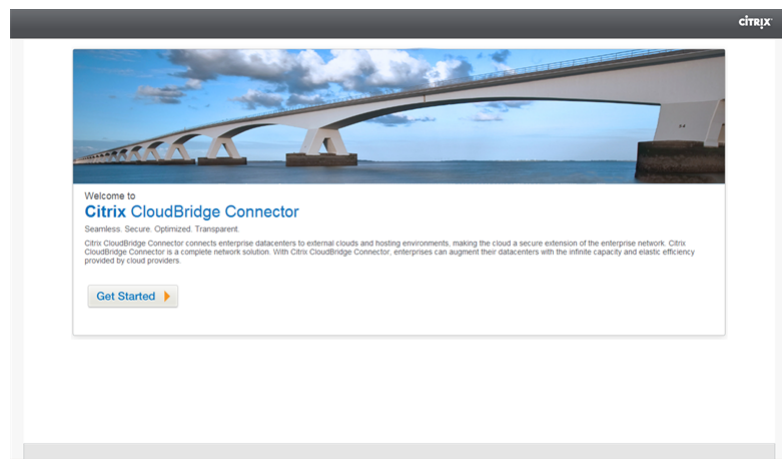 CITRIX
Welcome to
Citrix CloudBridge Connector
Seamless. Secure. Optimized. Transparent.
Citrix CloudBridge Connector connects enterprise datacenters to external clouds and hosting environments, making the cloud a secure extension of the enterprise network. Citrix
CloudBridge Connector is a complete network solution. With Citrix CloudBridge Connector, enterprises can augment their datacenters with the infinite capacity and elastic efficiency
provided by cloud providers.
Get Started